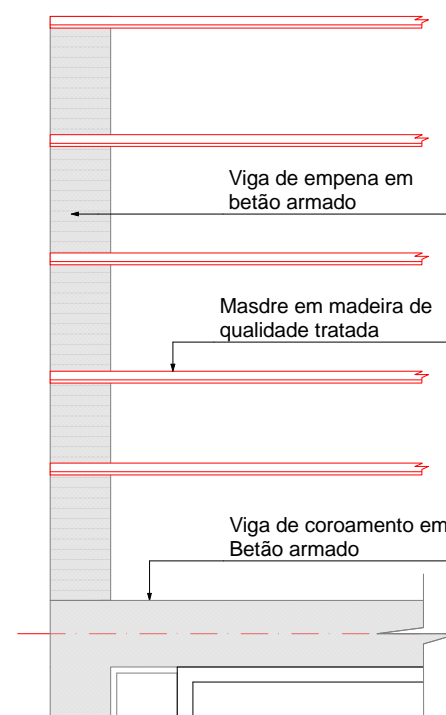 Viga de empena em
betão armado
Masdre em madeira de
qualidade tratada
Viga de coroamento em
Betão armado